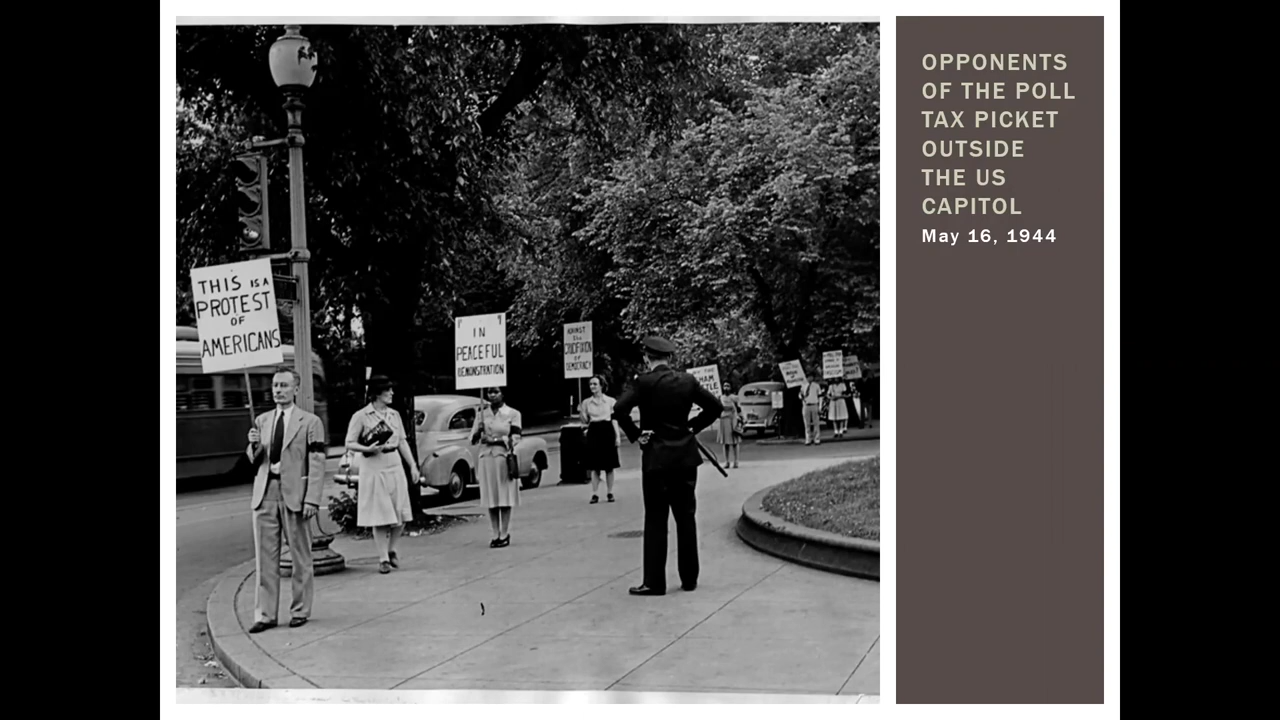 OPPONENTS
OF THE POLL
TAX PICKET
OUTSIDE
THE US
CAPITOL
May 16, 1944
THIS IS A
PROTEST
OF
AMERICANS
" IN "
PEACEFUL
DEMONSTRATION
AGAINST
the
CRUCIFIXION
OF
DEMOCRACY
THE